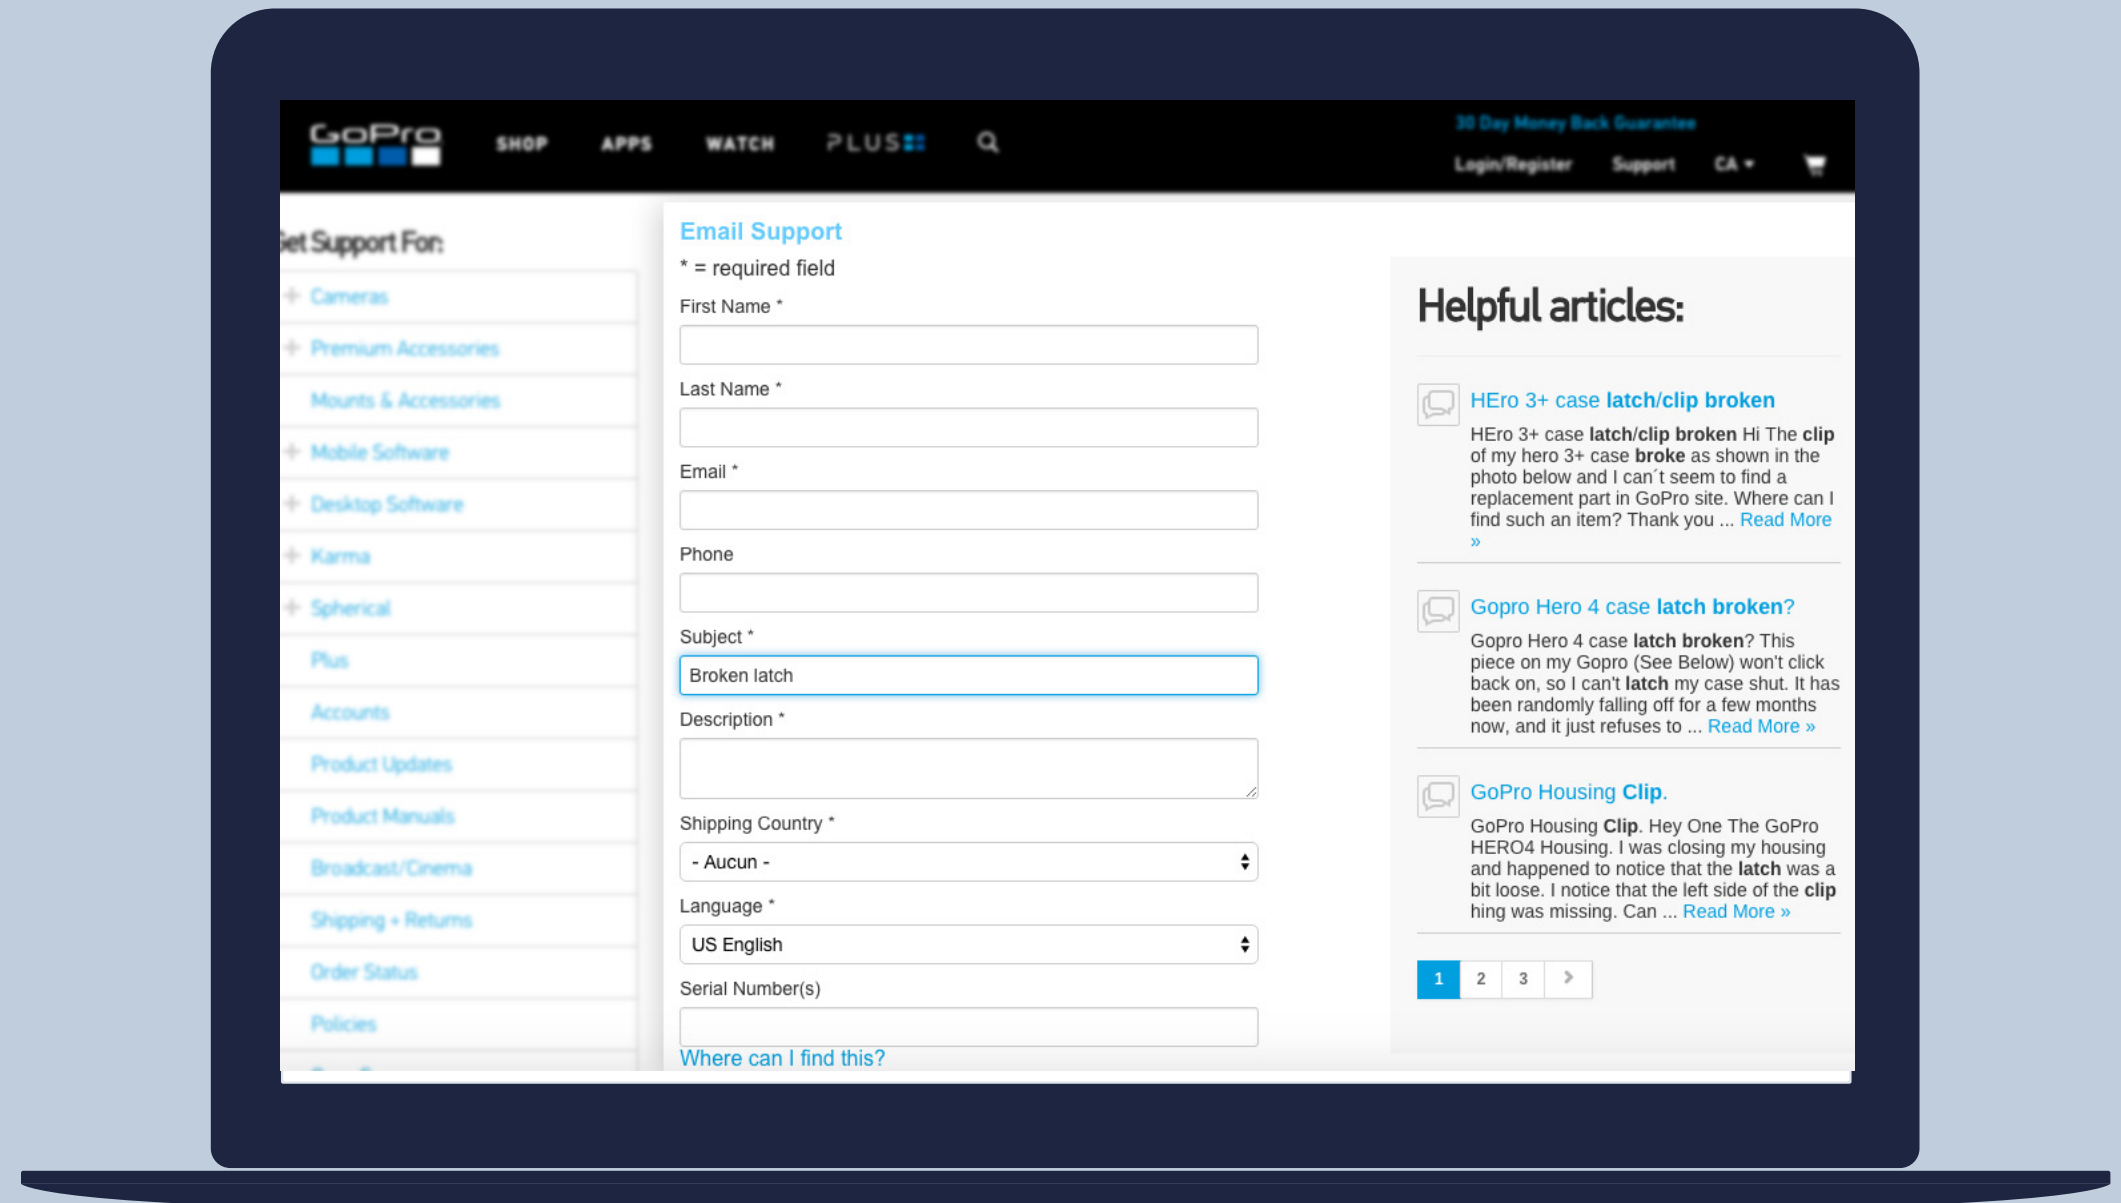 GoPro
SHOP
APPS
WATCH
PLUS
30 Day Money Back Guarantee
Login/Register
Support
CA
Get Support For:
Cameras
Premium Accessories
Mounts & Accessories
Mobile Software
Desktop Software
Karma
Spherical
Plus
Accounts
Product Updates
Product Manuals
Broadcast/Cinema
Shipping + Returns
Order Status
Policies
Email Support
* = required field
First Name *
Last Name *
Email *
Phone
Subject *
Broken latch
Description *
Shipping Country *
- Aucun -
Language *
US English
Serial Number(s)
Where can I find this?
Helpful articles:
HEro 3+ case latch/clip broken
HEro 3+ case latch/clip broken Hi The clip
of my hero 3+ case broke as shown in the
photo below and I can´t seem to find a
replacement part in GoPro site. Where can I
find such an item? Thank you ... Read More
»
Gopro Hero 4 case latch broken?
Gopro Hero 4 case latch broken? This
piece on my Gopro (See Below) won't click
back on, so I can't latch my case shut. It has
been randomly falling off for a few months
now, and it just refuses to ... Read More »
GoPro Housing Clip.
GoPro Housing Clip. Hey One The GoPro
HERO4 Housing. I was closing my housing
and happened to notice that the latch was a
bit loose. I notice that the left side of the clip
hing was missing. Can ... Read More »
1 2 3